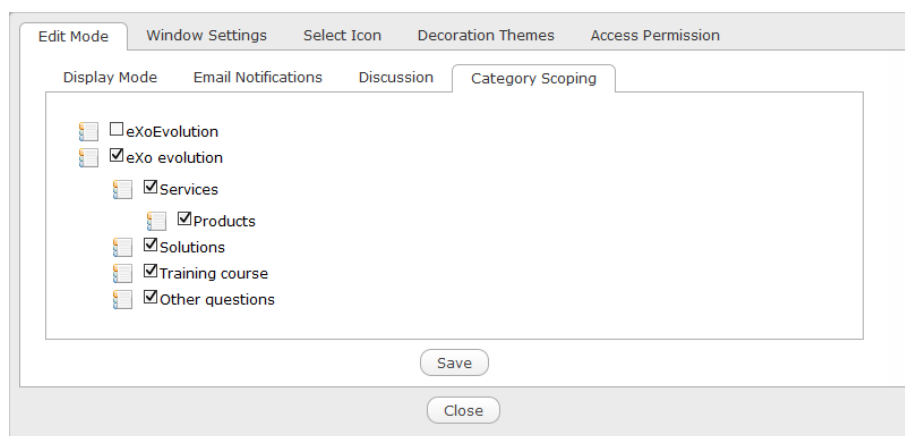 Edit Mode Window Settings Select Icon Decoration Themes Access Permission
Display Mode Email Notifications Discussion Category Scoping
eXoEvolution
eXo evolution
Services
Products
Solutions
Training course
Other questions
Save
Close